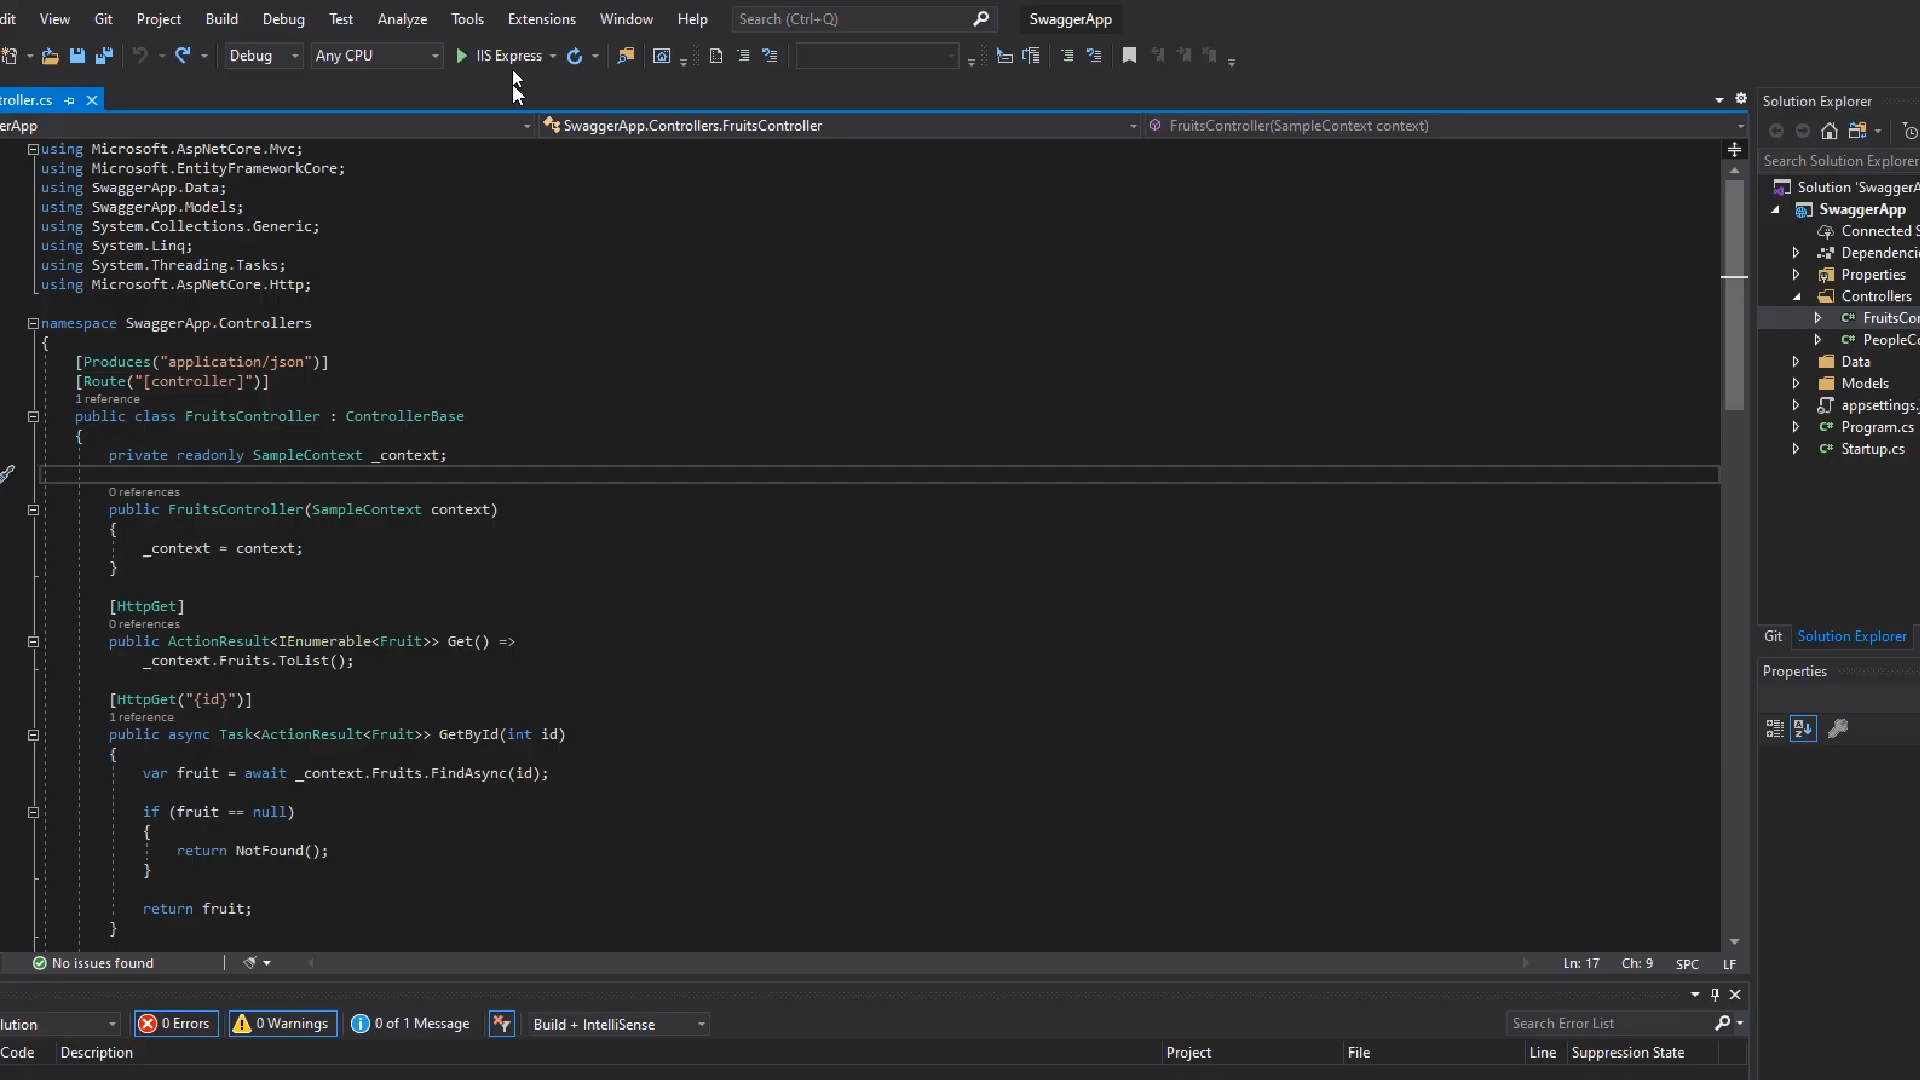 dit View Git Project Build Debug Test Analyze Tools Extensions Window Help Search (Ctrl+Q) SwaggerApp
Debug Any CPU IIS Express
troller.cs
erApp SwaggerApp.Controllers.FruitsController FruitsController(SampleContext context)
using Microsoft.AspNetCore.Mvc;
using Microsoft.EntityFrameworkCore;
using SwaggerApp.Data;
using SwaggerApp.Models;
using System.Collections.Generic;
using System.Linq;
using System.Threading.Tasks;
using Microsoft.AspNetCore.Http;
namespace SwaggerApp.Controllers
{
[Produces("application/json")]
[Route("[controller]")]
1 reference
public class FruitsController : ControllerBase
{
private readonly SampleContext _context;
0 references
public FruitsController(SampleContext context)
{
_context = context;
}
[HttpGet]
0 references
public ActionResult<IEnumerable<Fruit>> Get() =>
_context.Fruits.ToList();
[HttpGet("{id}")]
1 reference
public async Task<ActionResult<Fruit>> GetById(int id)
{
var fruit = await _context.Fruits.FindAsync(id);
if (fruit == null)
{
return NotFound();
}
return fruit;
}
No issues found Ln: 17 Ch: 9 SPC LF
lution 0 Errors 0 Warnings 0 of 1 Message Build + IntelliSense Search Error List
Code Description Project File Line Suppression State
Solution Explorer
Search Solution Explorer
Solution 'SwaggerA
SwaggerApp
Connected S
Dependenci
Properties
Controllers
C# FruitsCor
C# PeopleCo
Data
Models
appsettings.j
C# Program.cs
C# Startup.cs
Git Solution Explorer
Properties